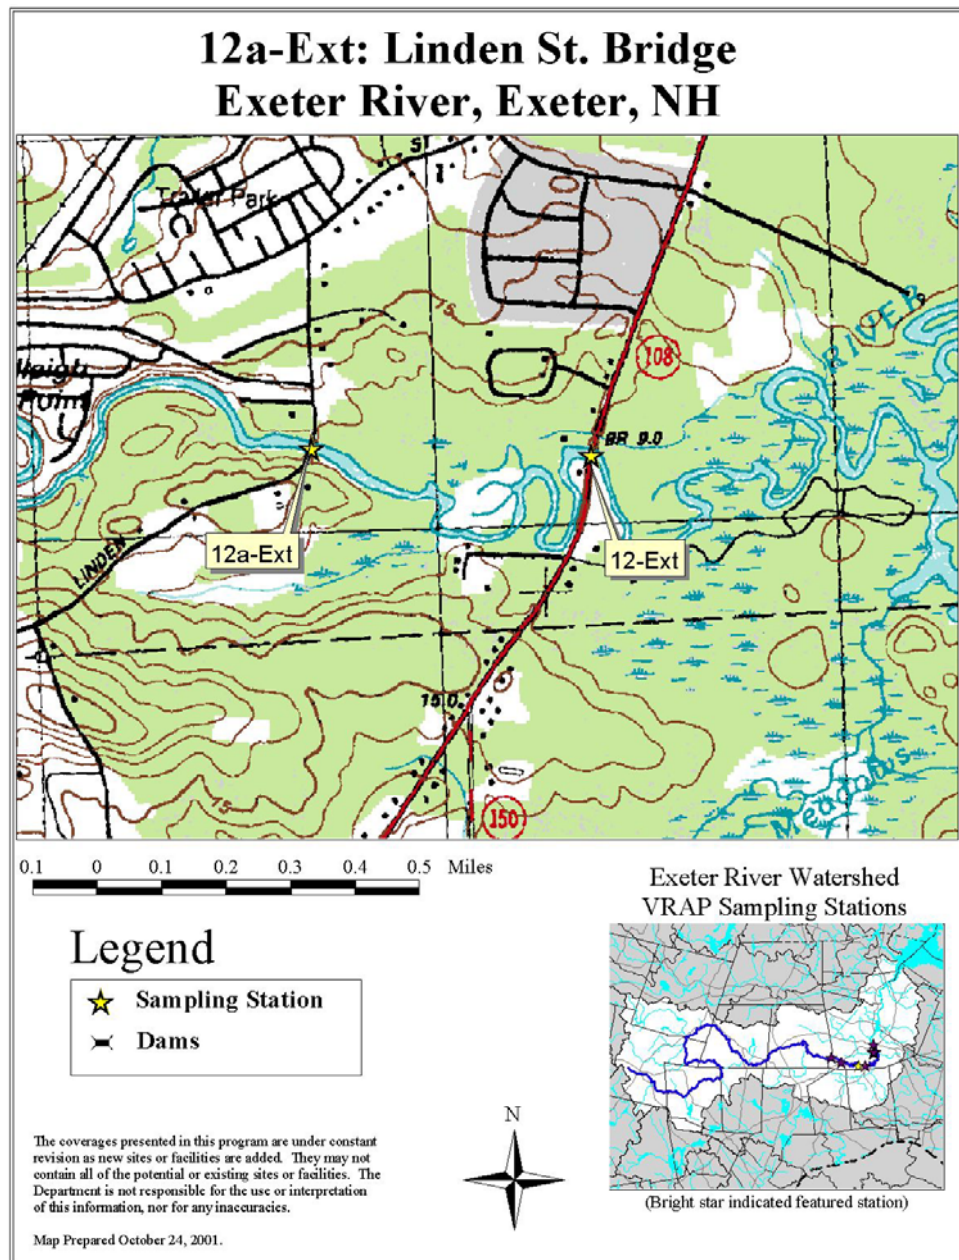 12a-Ext: Linden St. Bridge
Exeter River, Exeter, NH
Trailer Park
75
108
RIVER
BR 9.0
12a-Ext
12-Ext
LINDEN
15.0
75
Meadows
150
0.1 0 0.1 0.2 0.3 0.4 0.5 Miles
Exeter River Watershed
VRAP Sampling Stations
Legend
Sampling Station
Dams
N
The coverages presented in this program are under constant
revision as new sites or facilities are added. They may not
contain all of the potential or existing sites or facilities. The
Department is not responsible for the use or interpretation
of this information, nor for any inaccuracies.
Map Prepared October 24, 2001.
(Bright star indicated featured station)